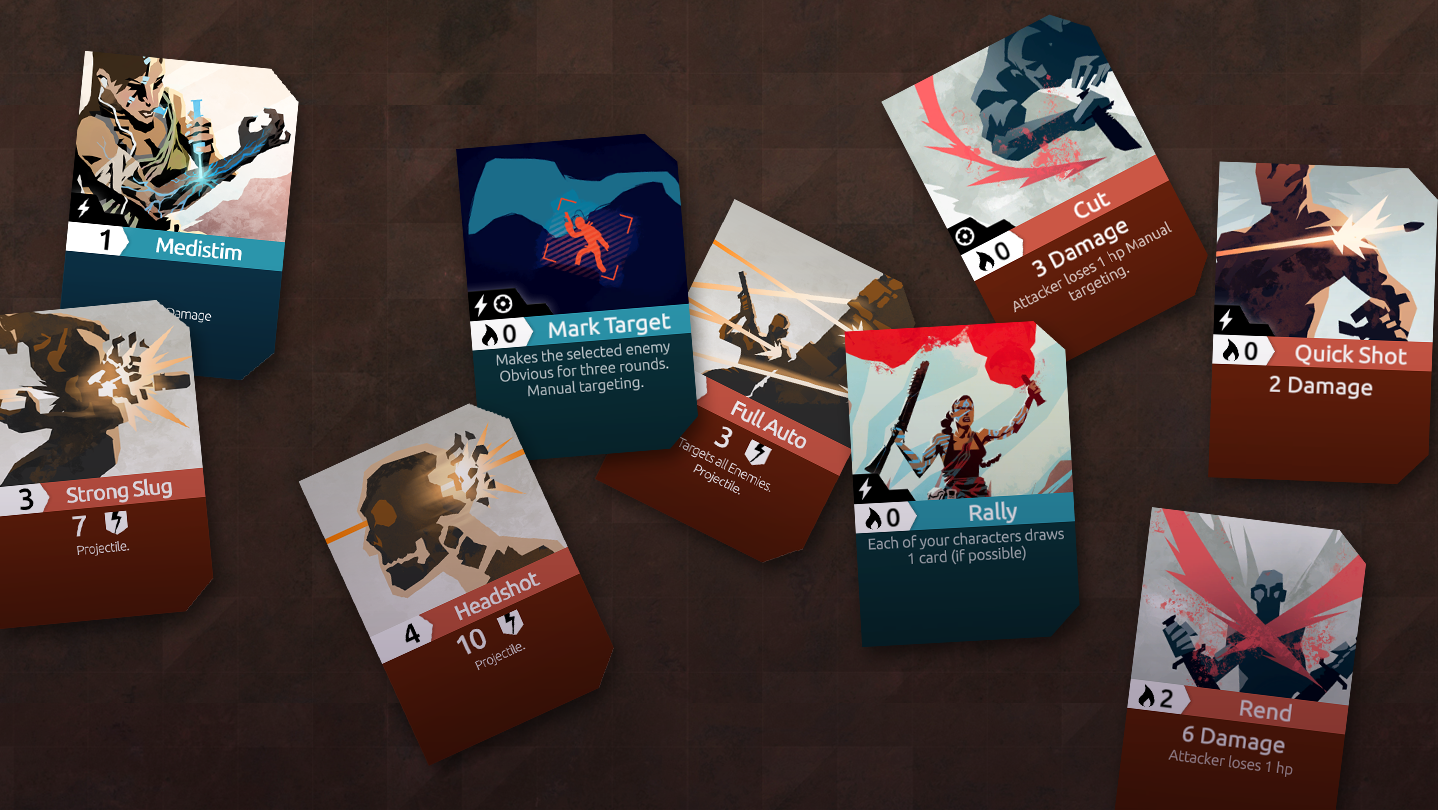 1 Medistim
Damage
3 Strong Slug
7
Projectile.
4 Headshot
10
Projectile.
0 Mark Target
Makes the selected enemy
Obvious for three rounds.
Manual targeting.
Full Auto
3
Targets all Enemies.
Projectile.
0 Cut
3 Damage
Attacker loses 1 hp Manual
targeting.
0 Rally
Each of your characters draws
1 card (if possible)
0 Quick Shot
2 Damage
2 Rend
6 Damage
Attacker loses 1 hp